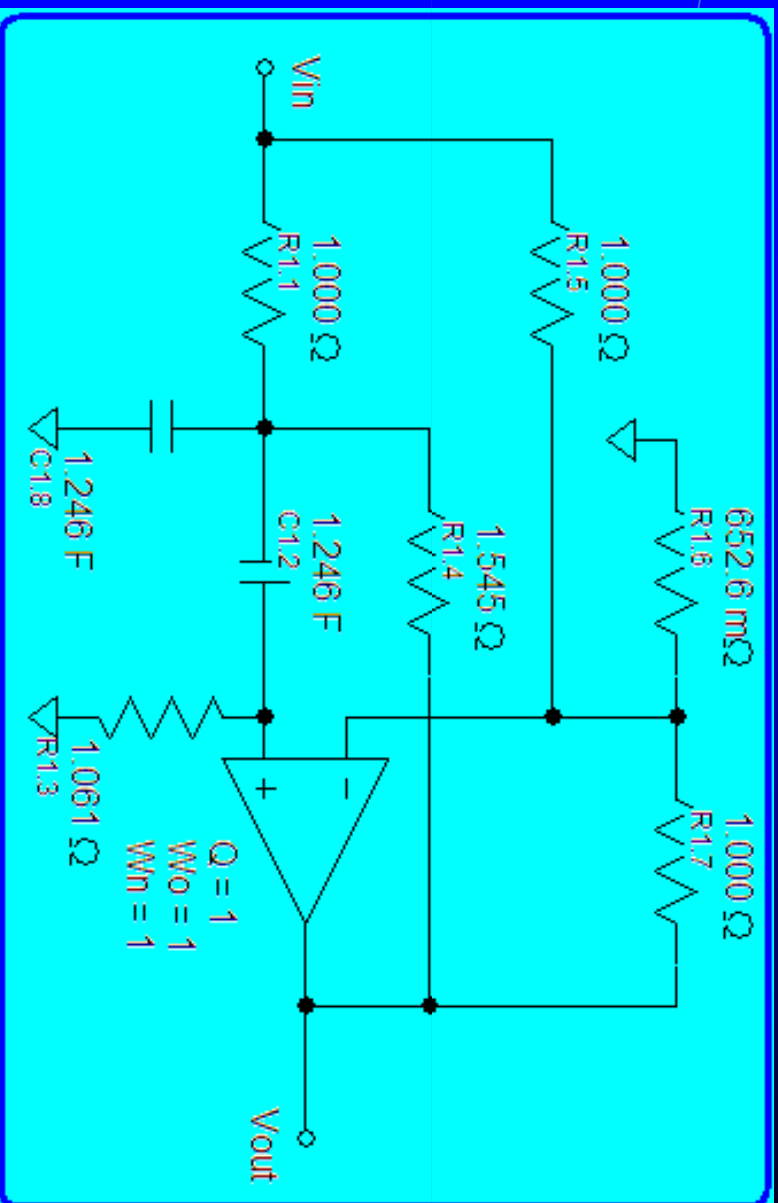 Vin
1.000 Ω
R1.5
652.6 mΩ
R1.6
1.000 Ω
R1.7
1.000 Ω
R1.1
1.545 Ω
R1.4
1.246 F
C1.2
1.246 F
C1.8
1.061 Ω
R1.3
-
+
Q = 1
Wo = 1
Wn = 1
Vout